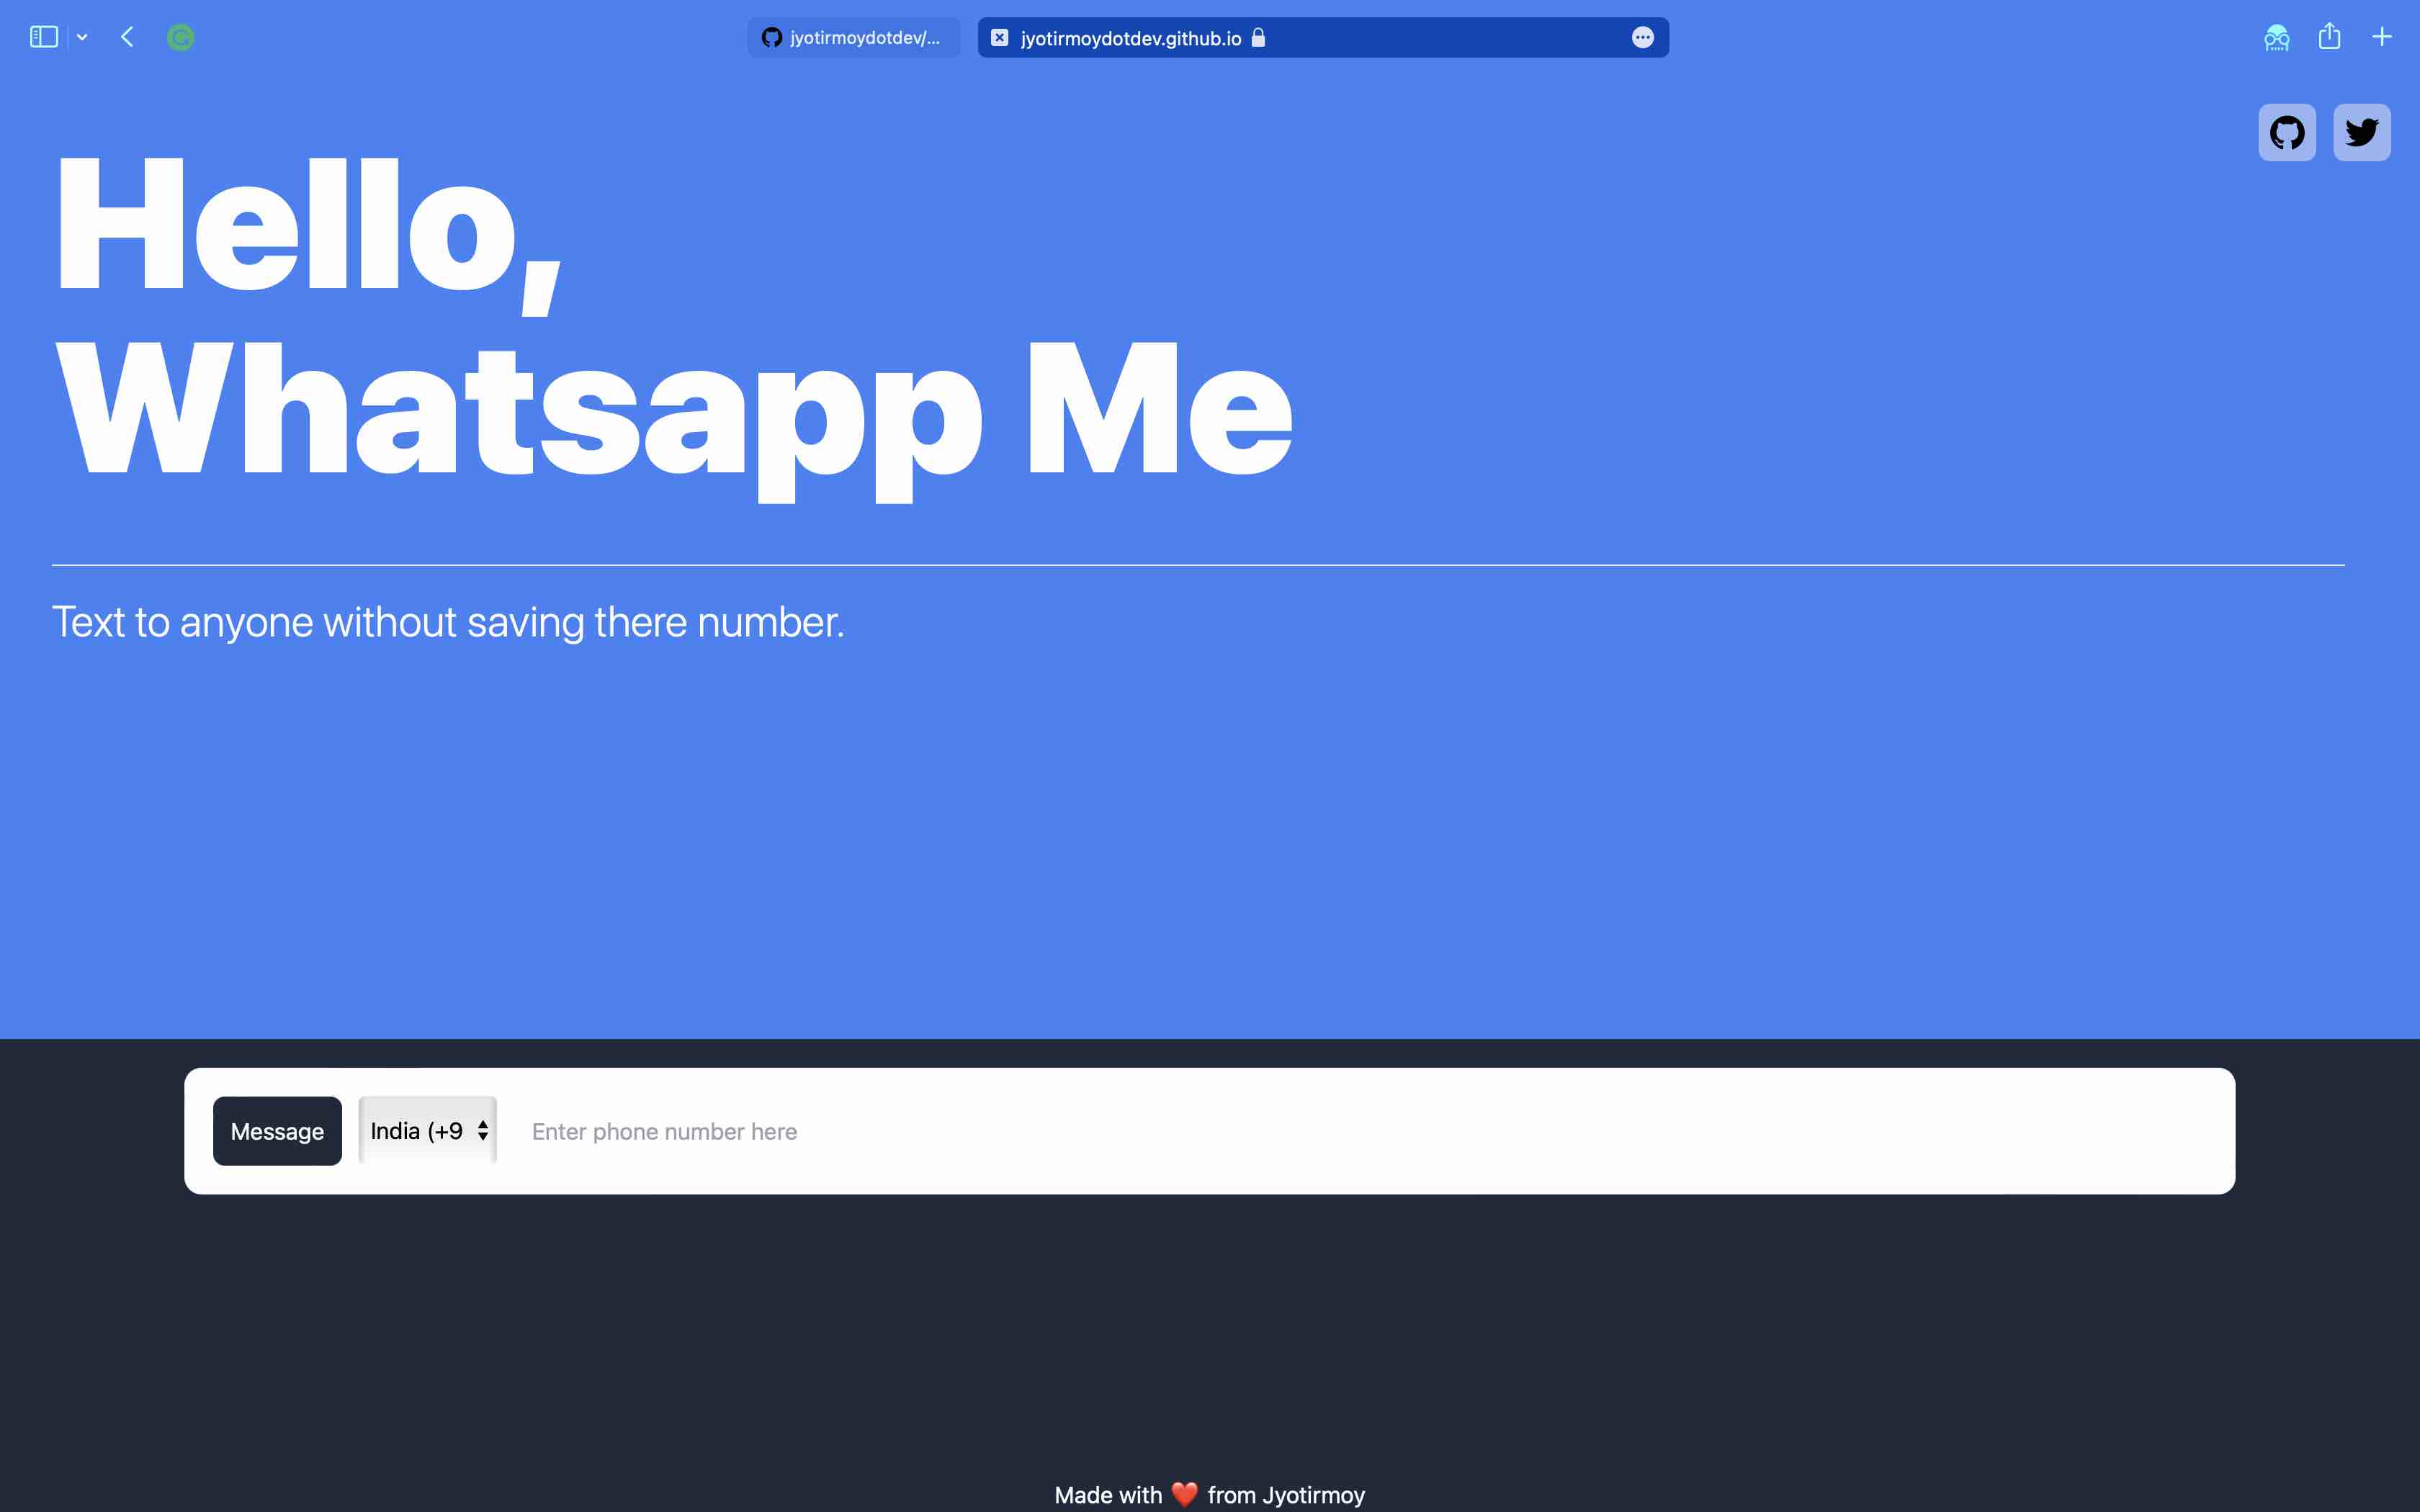 jyotirmoydotdev/...
jyotirmoydotdev.github.io
Hello,
Whatsapp Me
Text to anyone without saving there number.
Message
India (+9
Enter phone number here
Made with ❤️ from Jyotirmoy